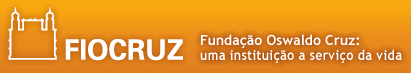 FIOCRUZ
Fundação Oswaldo Cruz:
uma instituição a serviço da vida